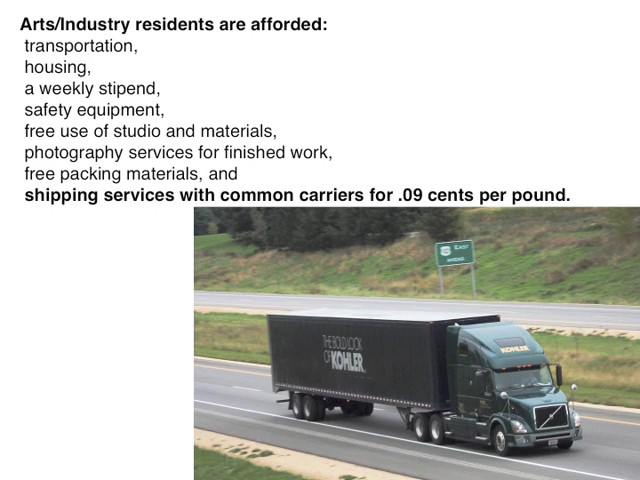 Arts/Industry residents are afforded:
transportation,
housing,
a weekly stipend,
safety equipment,
free use of studio and materials,
photography services for finished work,
free packing materials, and
shipping services with common carriers for .09 cents per pound.
EAST
AHEAD
KOHLER
THE BOLD LOOK
OF KOHLER
VOLVO